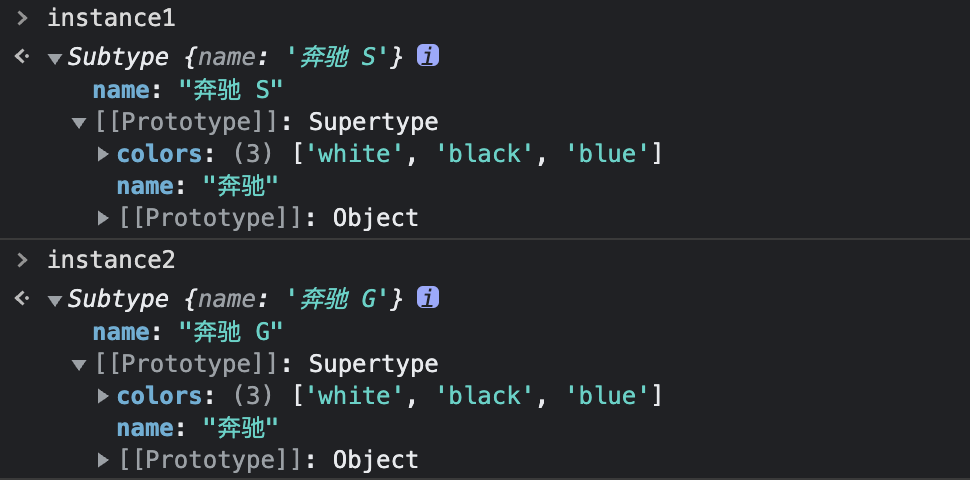 instance1
Subtype {name: '奔驰 S'} i
name: "奔驰 S"
[[Prototype]]: Supertype
colors: (3) ['white', 'black', 'blue']
name: "奔驰"
[[Prototype]]: Object
instance2
Subtype {name: '奔驰 G'} i
name: "奔驰 G"
[[Prototype]]: Supertype
colors: (3) ['white', 'black', 'blue']
name: "奔驰"
[[Prototype]]: Object